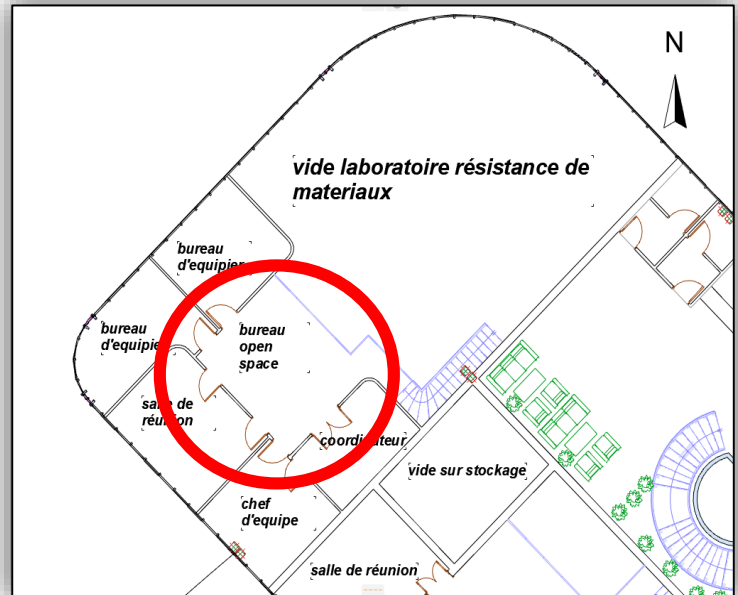 N
vide laboratoire résistance de
materiaux
bureau
d'equipier
bureau
d'equipie
bureau
open
space
salle de
réunion
coordinateur
vide sur stockage
chef
d'equipe
salle de réunion